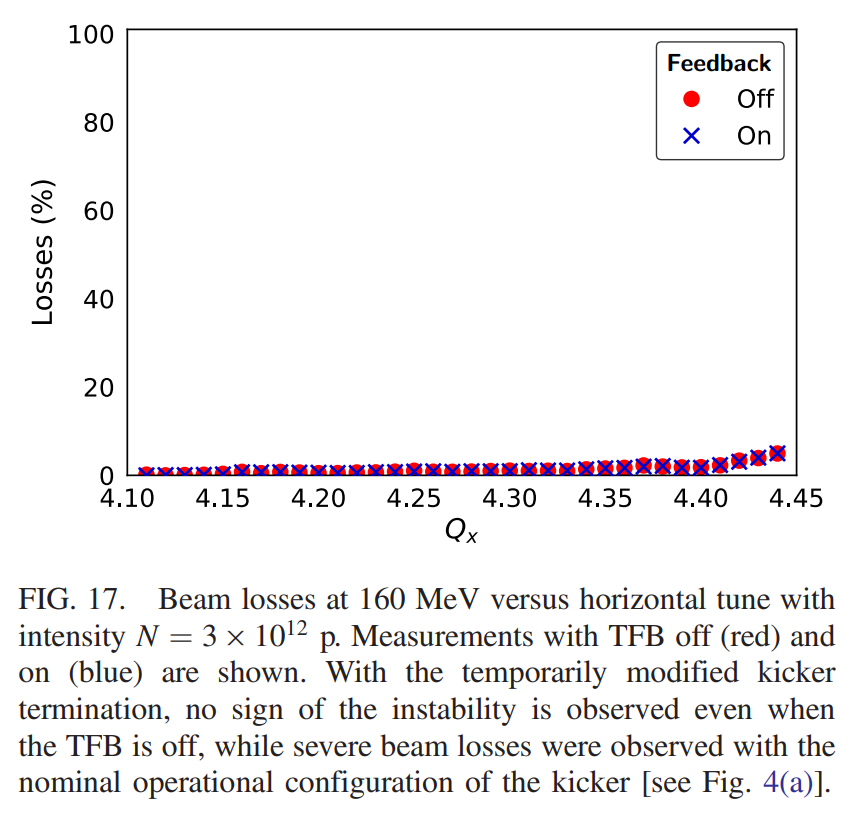 100
80
60
40
20
0
Losses (%)
Feedback
Off
On
4.10 4.15 4.20 4.25 4.30 4.35 4.40 4.45
Qx
FIG. 17. Beam losses at 160 MeV versus horizontal tune with
intensity N = 3 × 10¹² p. Measurements with TFB off (red) and
on (blue) are shown. With the temporarily modified kicker
termination, no sign of the instability is observed even when
the TFB is off, while severe beam losses were observed with the
nominal operational configuration of the kicker [see Fig. 4(a)].